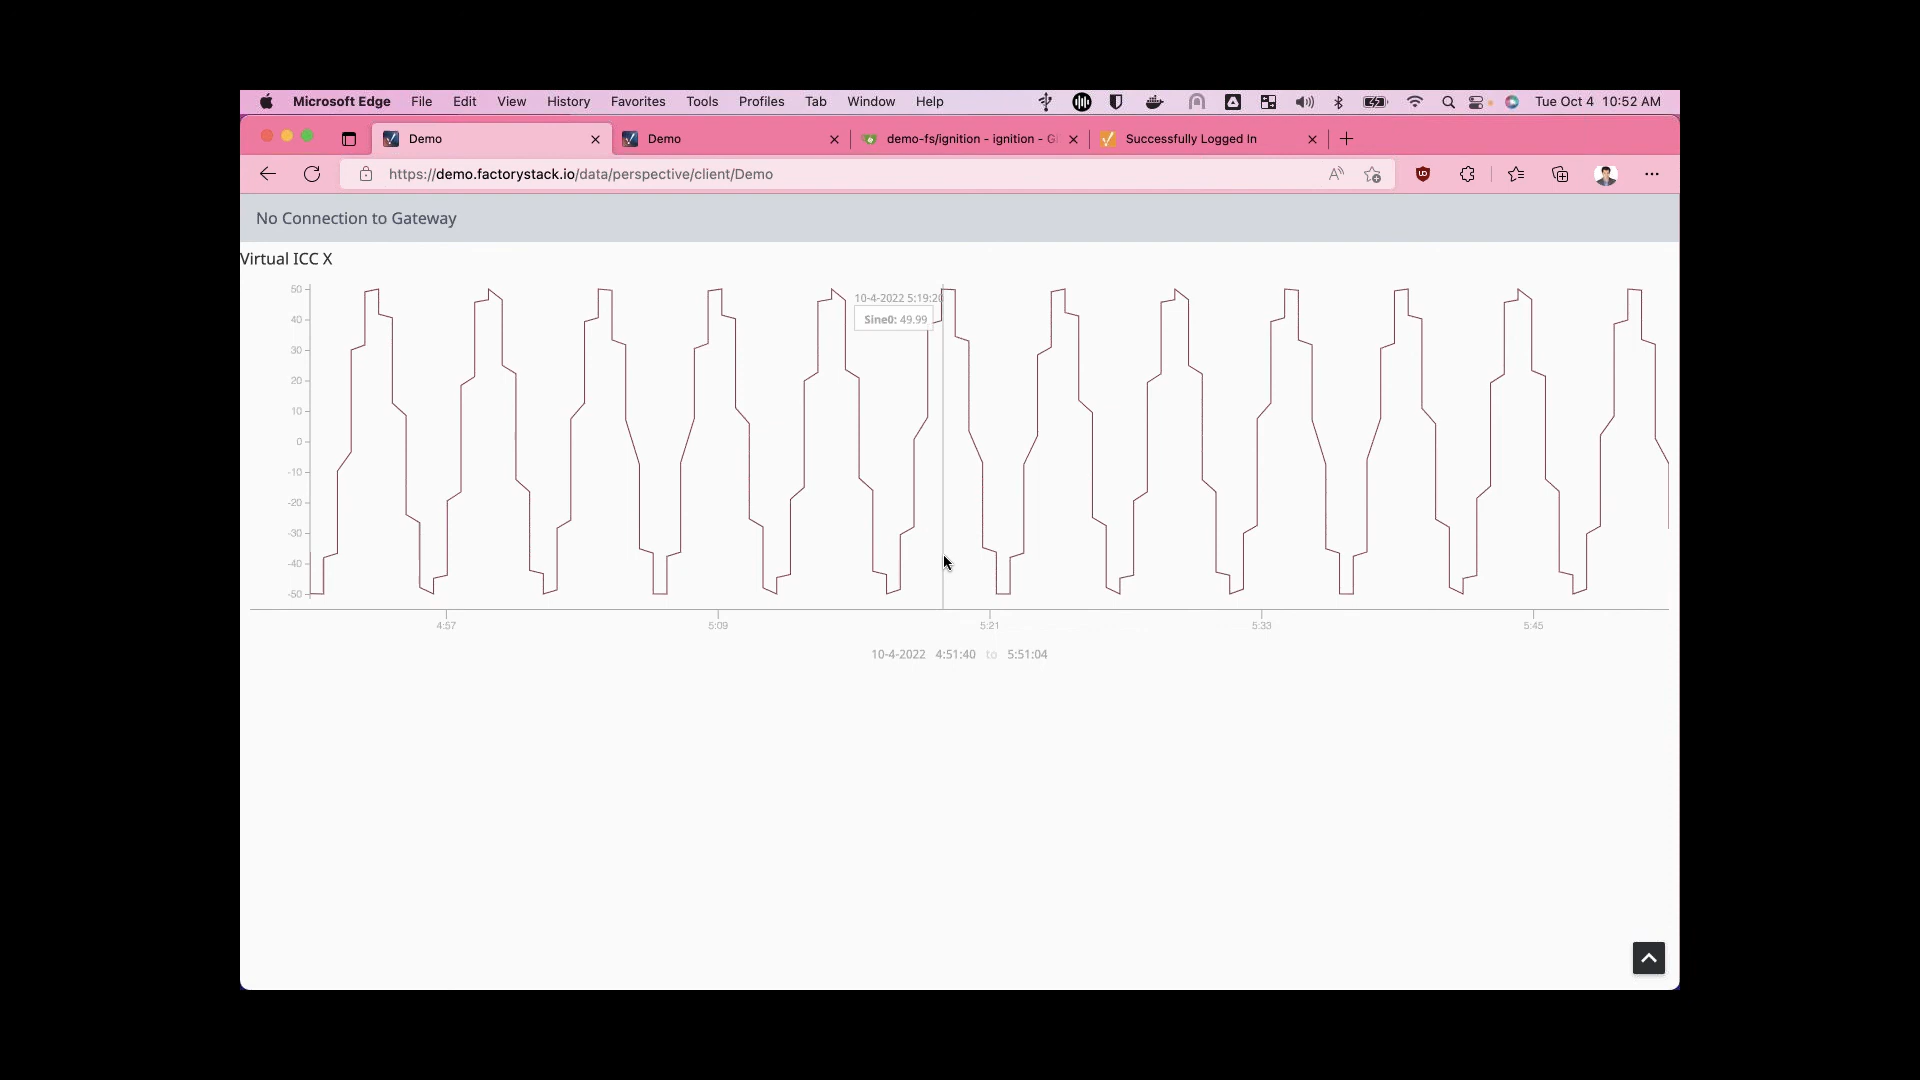 Microsoft Edge File Edit View History Favorites Tools Profiles Tab Window Help Tue Oct 4 10:52 AM
Demo Demo demo-fs/ignition - ignition - Gi Successfully Logged In
https://demo.factorystack.io/data/perspective/client/Demo
No Connection to Gateway
Virtual ICC X
50
40
30
20
10
0
-10
-20
-30
-40
-50
10-4-2022 5:19:20
Sine0: 49.99
4:57 5:09 5:21 5:33 5:45
10-4-2022 4:51:40 to 5:51:04